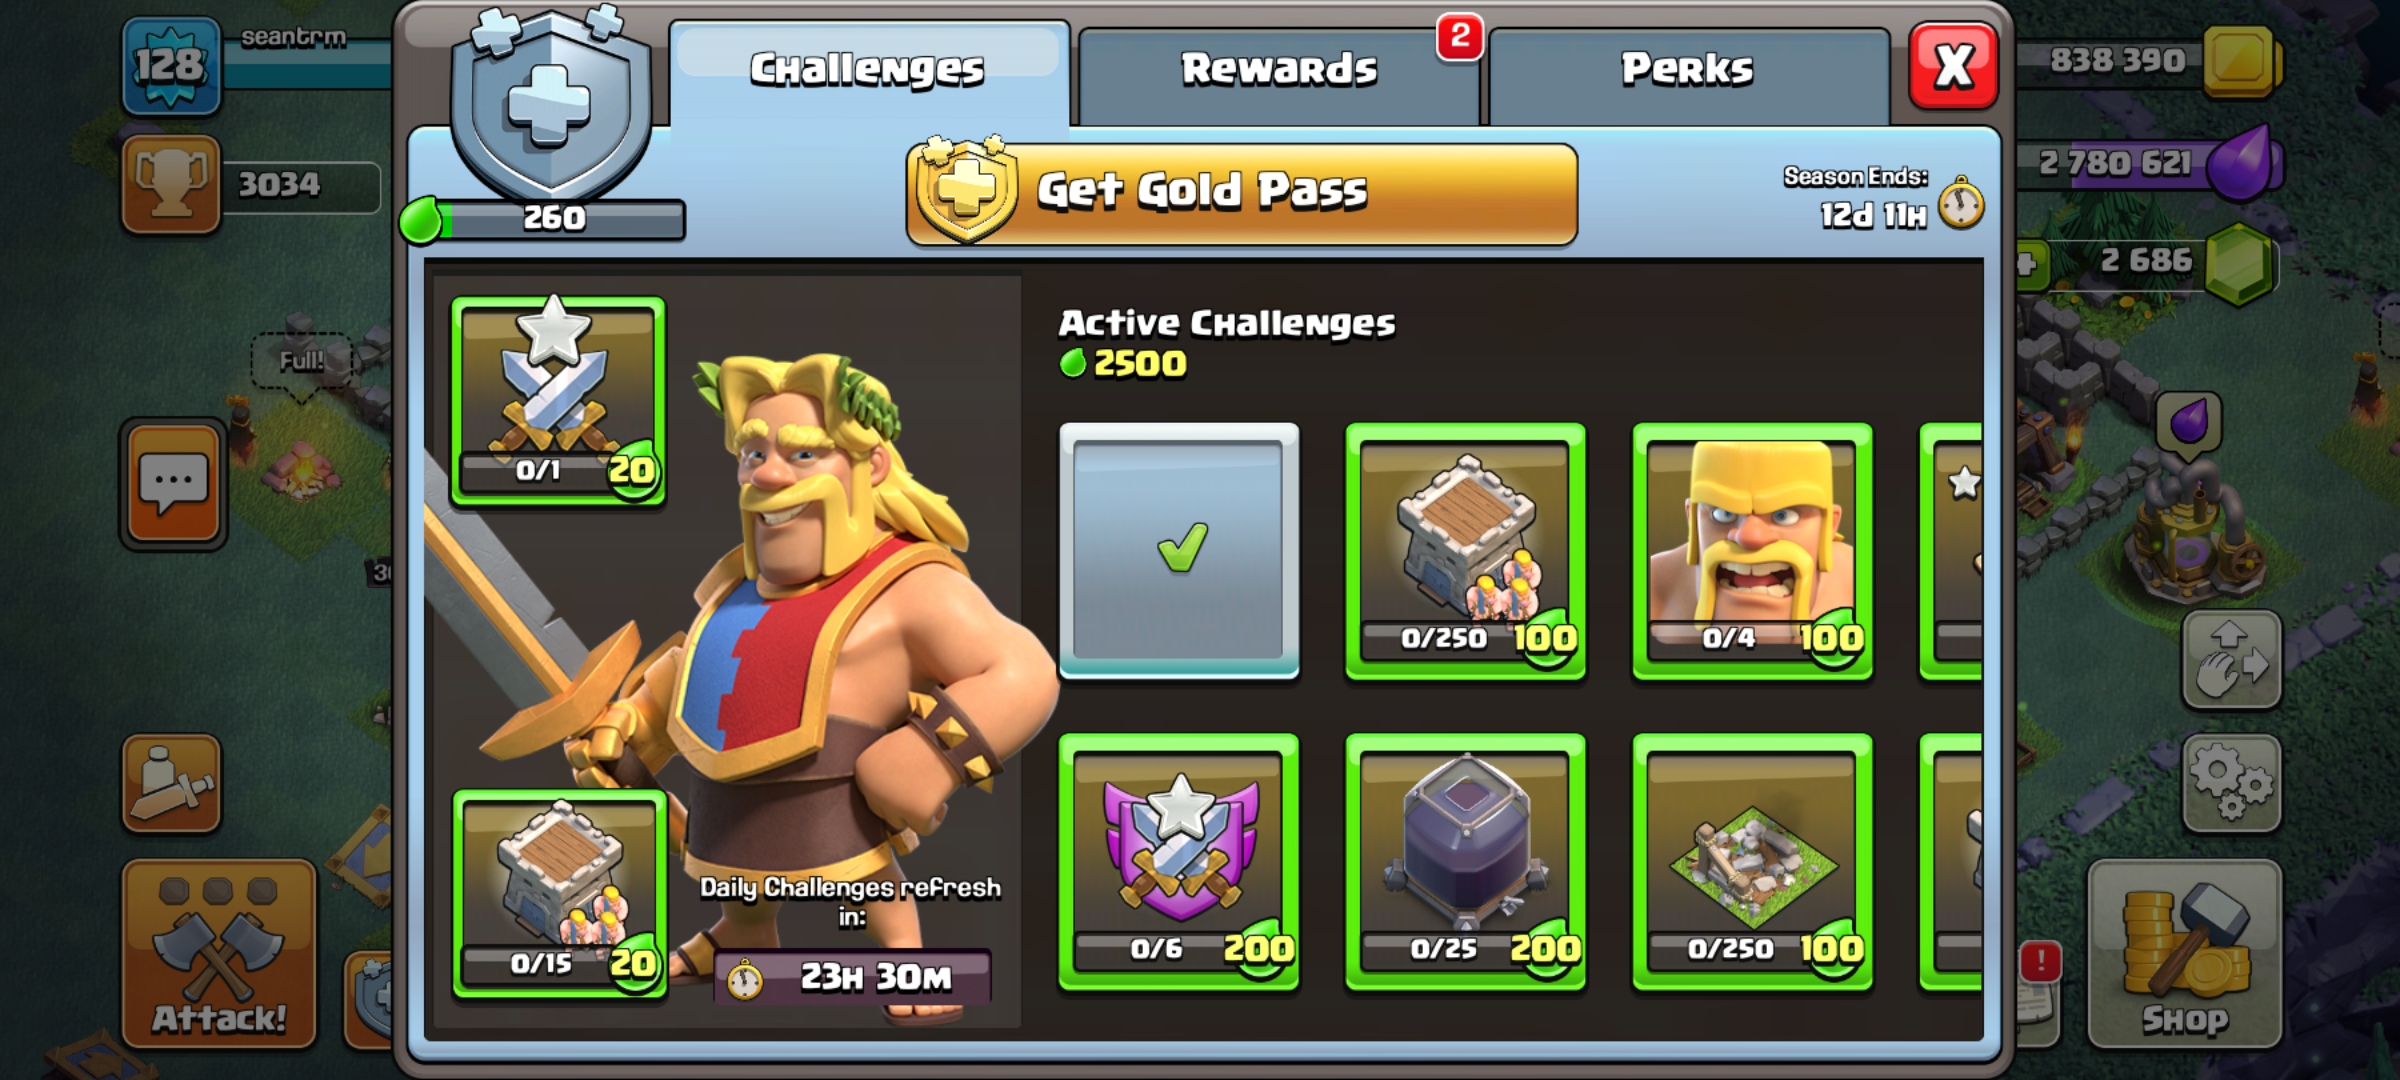 128
seantrm
3034
Full!
Attack!
Challenges
Rewards
2
Perks
X
260
Get Gold Pass
Season Ends:
12d 11H
838 390
2 780 621
2 686
0/1
20
0/15
20
Daily Challenges refresh
in:
23H 30M
Active Challenges
2500
0/250
100
0/4
100
0/6
200
0/25
200
0/250
100
!
Shop